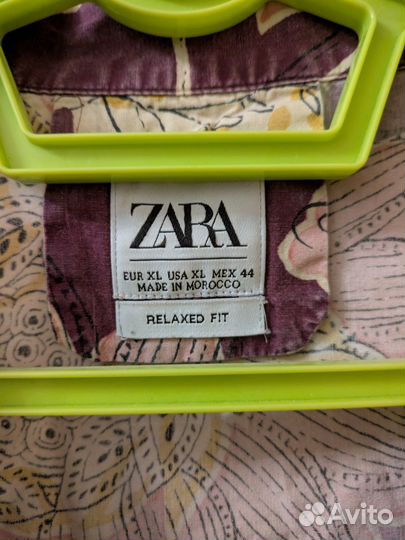 ZARA
EUR XL USA XL MEX 44
MADE IN MOROCCO
RELAXED FIT
Avito